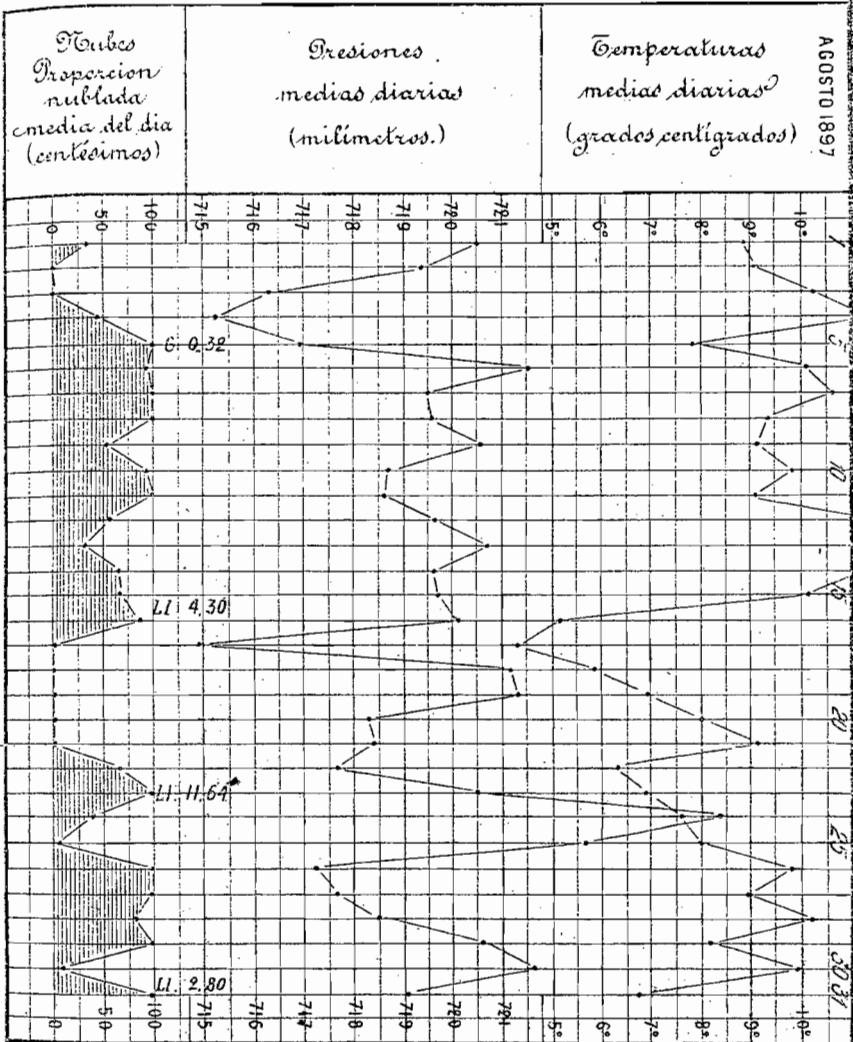 Nubes
Proporcion
nublada
media del dia
(centésimos)
Presiones.
medias diarias
(milímetros.)
Temperaturas
medias diarias
(grados centígrados)
AGOSTO 1897
0 50 100 715 716 717 718 719 720 721 5° 6° 7° 8° 9° 10°
1
5
G. 0,32
10
15
Ll. 4,30
20
Ll. 11,64
25
30 31
Ll. 2,80
0 50 100 715 716 717 718 719 720 721 5° 6° 7° 8° 9° 10°